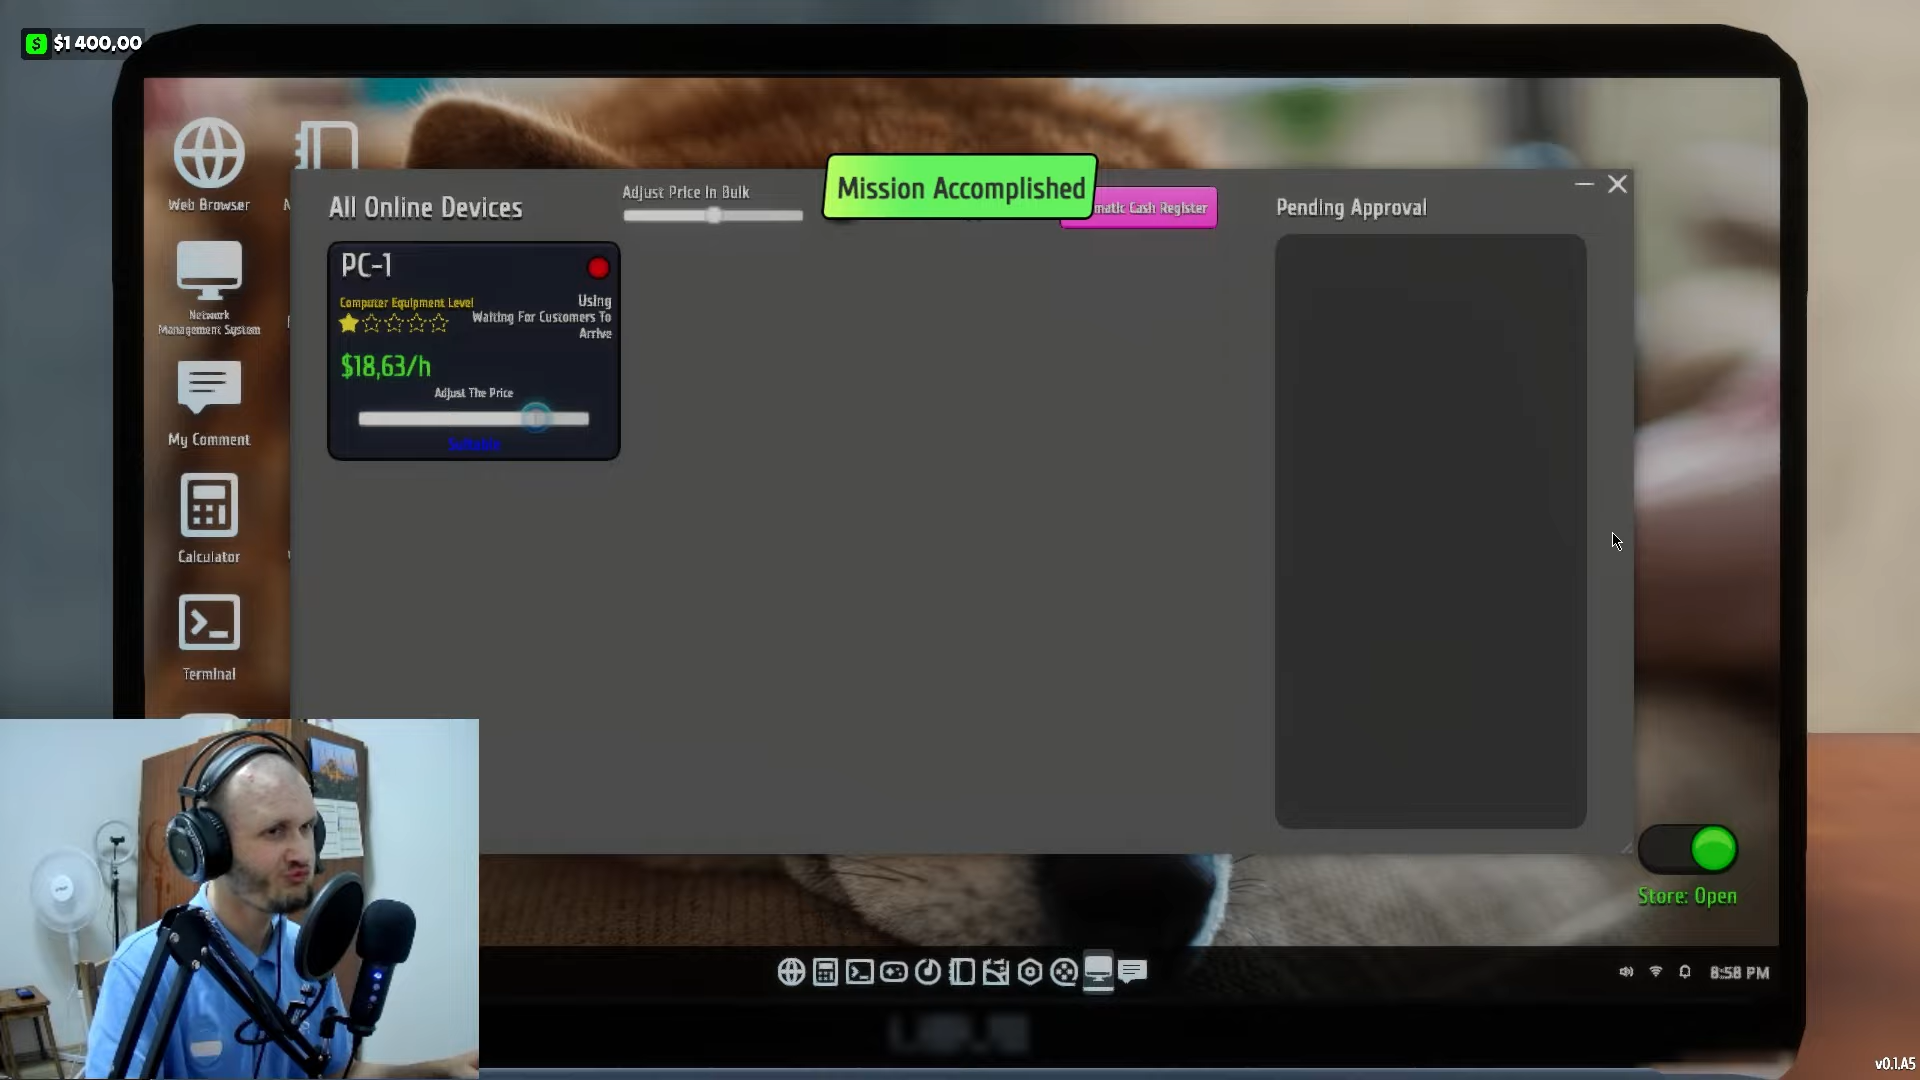 $1 400,00
Web Browser
Network
Management System
My Comment
Calculator
Terminal
All Online Devices
Adjust Price In Bulk
Mission Accomplished
Cash Register
Pending Approval
PC-1
Computer Equipment Level
Using
Waiting For Customers To
Arrive
$18,63/h
Adjust The Price
Suitable
Store: Open
8:58 PM
v0.1.A5